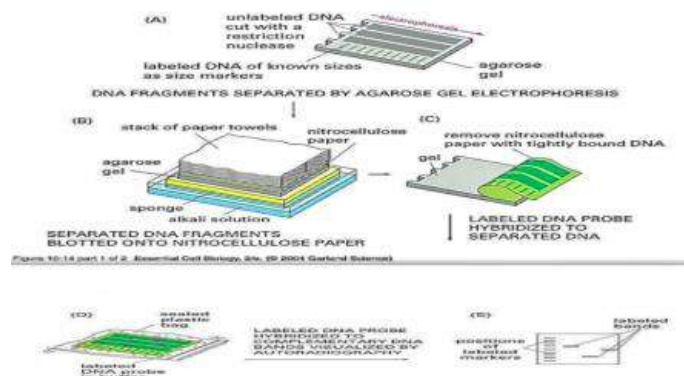 (A)
unlabeled DNA
cut with a
restriction
nuclease
electrophoresis
labeled DNA of known sizes
as size markers
agarose
gel
DNA FRAGMENTS SEPARATED BY AGAROSE GEL ELECTROPHORESIS
(B)
stack of paper towels
nitrocellulose
paper
agarose
gel
sponge
alkali solution
SEPARATED DNA FRAGMENTS
BLOTTED ONTO NITROCELLULOSE PAPER
(C)
remove nitrocellulose
paper with tightly bound DNA
gel
LABELED DNA PROBE
HYBRIDIZED TO
SEPARATED DNA
Figure 10-14 part 1 of 2 Essential Cell Biology, 2/e. (© 2004 Garland Science)
(D)
sealed
plastic
bag
labeled
DNA probe
LABELED DNA PROBE
HYBRIDIZED TO
COMPLEMENTARY DNA
BANDS VISUALIZED BY
AUTORADIOGRAPHY
(E)
labeled
bands
positions
of labeled
markers